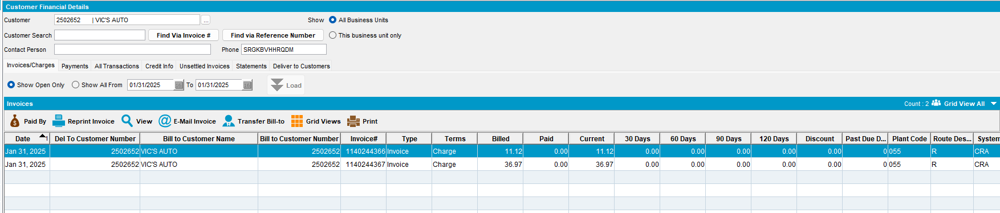 Customer Financial Details
Customer 2502652 | VIC'S AUTO ... Show All Business Units
Customer Search Find Via Invoice # Find via Reference Number This business unit only
Contact Person Phone SRGKBVHHRQDM
Invoices/Charges Payments All Transactions Credit Info Unsettled Invoices Statements Deliver to Customers
Show Open Only Show All From 01/31/2025 16 To 01/31/2025 16 Load
Invoices Count : 2 Grid View All
Paid By Reprint Invoice View E-Mail Invoice Transfer Bill-to Grid Views Print
Date 1 Del To Customer Number Bill to Customer Name Bill to Customer Number Invoice# Type Terms Billed Paid Current 30 Days 60 Days 90 Days 120 Days Discount Past Due D... Plant Code Route Des... System
Jan 31, 2025 2502652 VIC'S AUTO 2502652 1140244366 Invoice Charge 11.12 0.00 11.12 0.00 0.00 0.00 0.00 0.00 0 055 R CRA
Jan 31, 2025 2502652 VIC'S AUTO 2502652 1140244367 Invoice Charge 36.97 0.00 36.97 0.00 0.00 0.00 0.00 0.00 0 055 R CRA